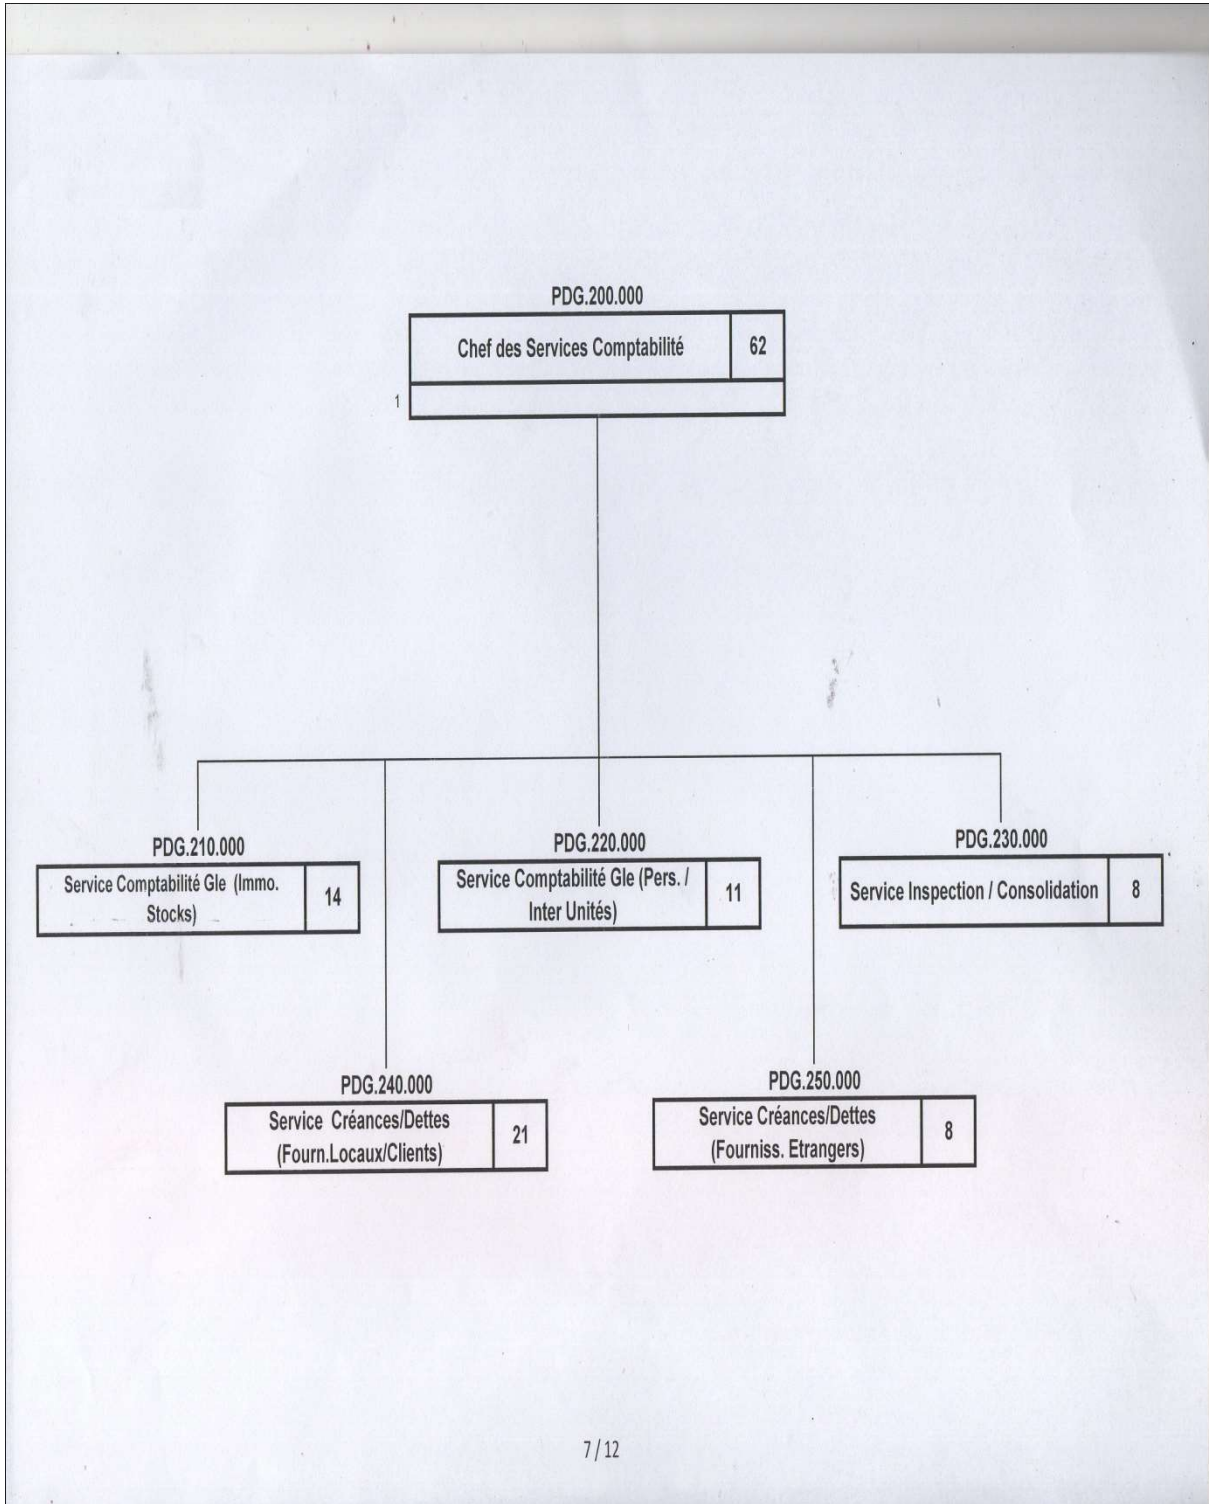 PDG.200.000
Chef des Services Comptabilité 62
1
PDG.210.000
Service Comptabilité Gle (Immo.
Stocks)
14
PDG.220.000
Service Comptabilité Gle (Pers. /
Inter Unités)
11
PDG.230.000
Service Inspection / Consolidation 8
PDG.240.000
Service Créances/Dettes
(Fourn.Locaux/Clients)
21
PDG.250.000
Service Créances/Dettes
(Fourniss. Etrangers)
8
7 / 12